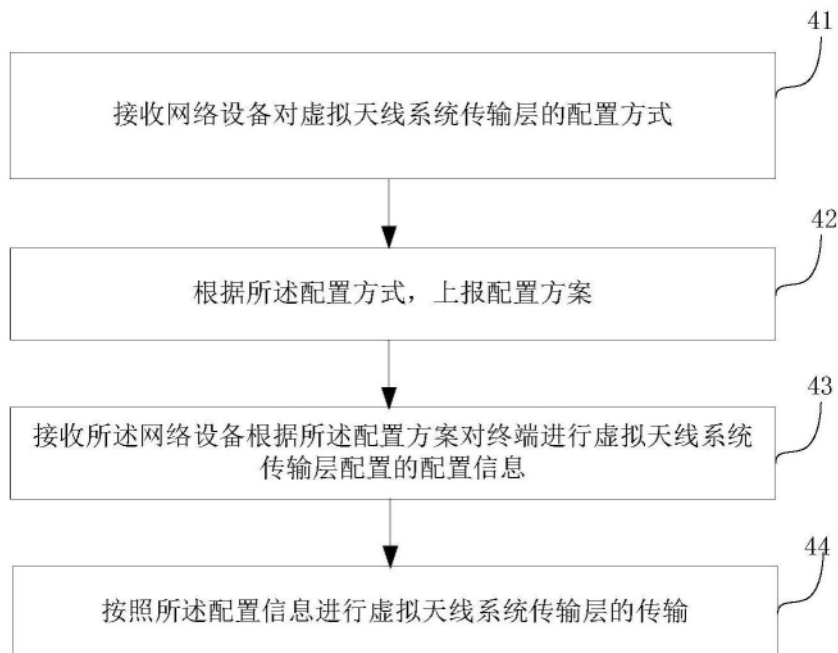 41
接收网络设备对虚拟天线系统传输层的配置方式
42
根据所述配置方式，上报配置方案
43
接收所述网络设备根据所述配置方案对终端进行虚拟天线系统
传输层配置的配置信息
44
按照所述配置信息进行虚拟天线系统传输层的传输